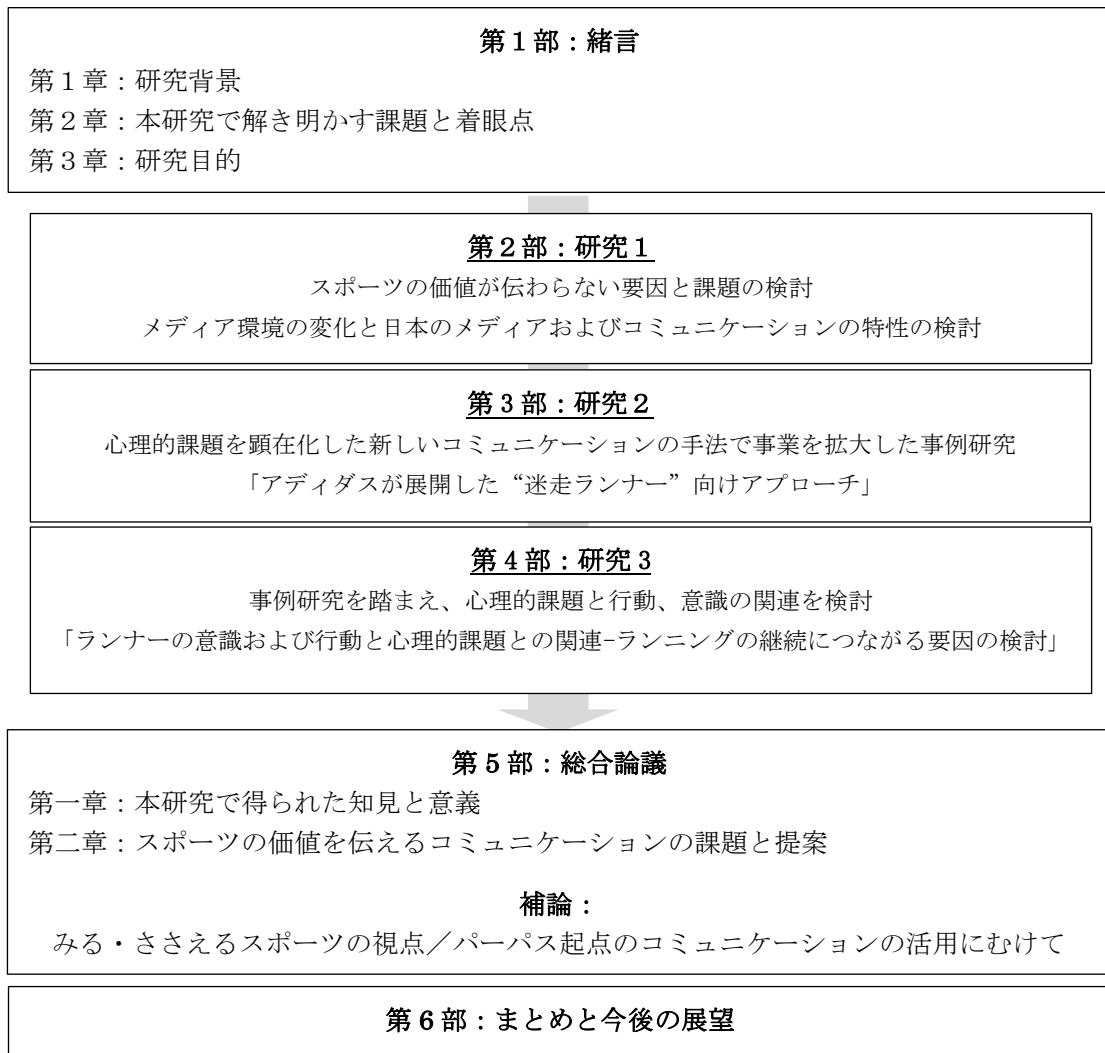 第１部：緒言
第１章：研究背景
第２章：本研究で解き明かす課題と着眼点
第３章：研究目的
第２部：研究１
スポーツの価値が伝わらない要因と課題の検討
メディア環境の変化と日本のメディアおよびコミュニケーションの特性の検討
第３部：研究２
心理的課題を顕在化した新しいコミュニケーションの手法で事業を拡大した事例研究
「アディダスが展開した“迷走ランナー”向けアプローチ」
第４部：研究３
事例研究を踏まえ、心理的課題と行動、意識の関連を検討
「ランナーの意識および行動と心理的課題との関連-ランニングの継続につながる要因の検討」
第５部：総合論議
第一章：本研究で得られた知見と意義
第二章：スポーツの価値を伝えるコミュニケーションの課題と提案
補論：
みる・ささえるスポーツの視点／パーパス起点のコミュニケーションの活用にむけて
第６部：まとめと今後の展望